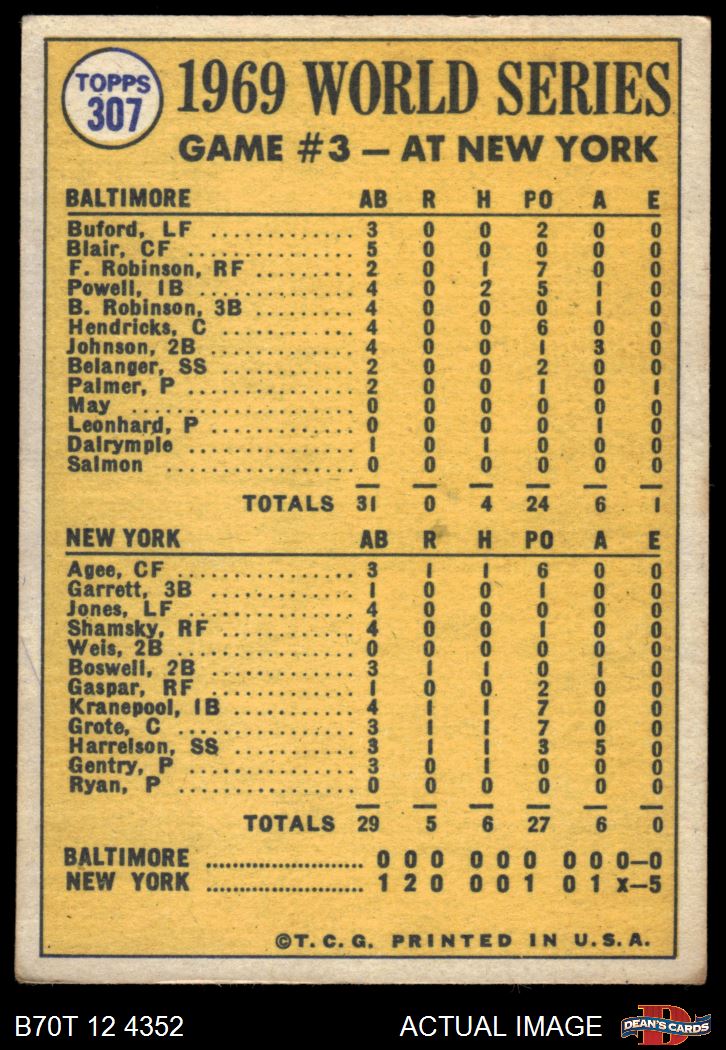 TOPPS
307
1969 WORLD SERIES
GAME #3 — AT NEW YORK
BALTIMORE AB R H PO A E
Buford, LF .............. 3 0 0 2 0 0
Blair, CF ................ 5 0 0 0 0 0
F. Robinson, RF ......... 2 0 1 7 0 0
Powell, 1B ............... 4 0 2 5 1 0
B. Robinson, 3B .......... 4 0 0 0 1 0
Hendricks, C ............. 4 0 0 6 0 0
Johnson, 2B .............. 4 0 0 1 3 0
Belanger, SS ............. 2 0 0 2 0 0
Palmer, P ................ 2 0 0 1 0 1
May ..................... 0 0 0 0 0 0
Leonhard, P .............. 0 0 0 0 1 0
Dalrymple ................ 1 0 1 0 0 0
Salmon .................. 0 0 0 0 0 0
TOTALS 31 0 4 24 6 1
NEW YORK AB R H PO A E
Agee, CF ................ 3 1 1 6 0 0
Garrett, 3B .............. 1 0 0 1 0 0
Jones, LF ................ 4 0 0 0 0 0
Shamsky, RF ............. 4 0 0 1 0 0
Weis, 2B ................. 0 0 0 0 0 0
Boswell, 2B .............. 3 1 1 0 1 0
Gaspar, RF ............... 1 0 0 2 0 0
Kranepool, 1B ............ 4 1 1 7 0 0
Grote, C ................. 3 1 1 7 0 0
Harrelson, SS ............ 3 1 1 3 5 0
Gentry, P ................ 3 0 1 0 0 0
Ryan, P .................. 0 0 0 0 0 0
TOTALS 29 5 6 27 6 0
BALTIMORE ........................ 0 0 0 0 0 0 0 0 0—0
NEW YORK ........................ 1 2 0 0 0 1 0 1 x—5
©T. C. G. PRINTED IN U. S. A.
B70T 12 4352 ACTUAL IMAGE DEAN'S CARDS